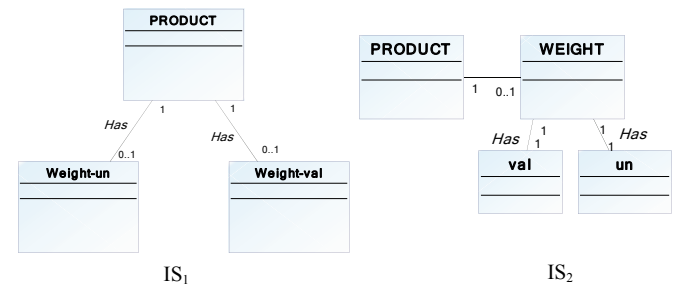 PRODUCT
1
1
Has
Has
0..1
0..1
Weight-un
Weight-val
IS1
PRODUCT
WEIGHT
1
0..1
Has
1
1
1
1
Has
val
un
IS2